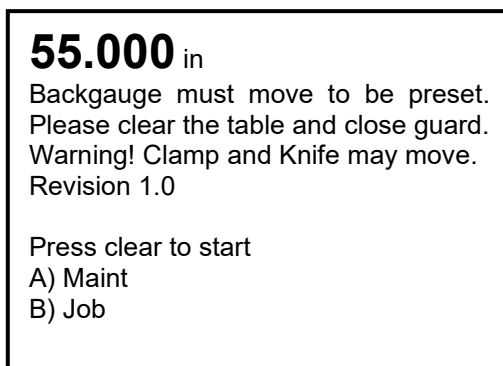 55.000 in
Backgauge must move to be preset.
Please clear the table and close guard.
Warning! Clamp and Knife may move.
Revision 1.0
Press clear to start
A) Maint
B) Job